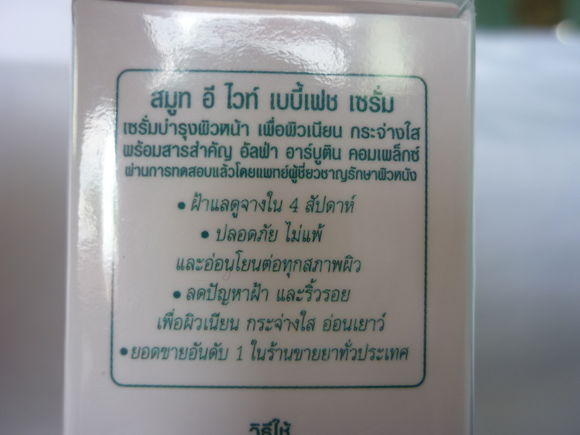 สมูท อี ไวท์ เบบี้เฟซ เซรั่ม
เซรั่มบำรุงผิวหน้า เพื่อผิวเนียน กระจ่างใส
พร้อมสารสำคัญ อัลฟ่า อาร์บูติน คอมเพล็กซ์
ผ่านการทดสอบแล้วโดยแพทย์ผู้เชี่ยวชาญรักษาผิวหนัง
• ฝ้าแลดูจางใน 4 สัปดาห์
• ปลอดภัย ไม่แพ้
และอ่อนโยนต่อทุกสภาพผิว
• ลดปัญหาฝ้า และริ้วรอย
เพื่อผิวเนียน กระจ่างใส อ่อนเยาว์
• ยอดขายอันดับ 1 ในร้านขายยาทั่วประเทศ
วิธีใช้